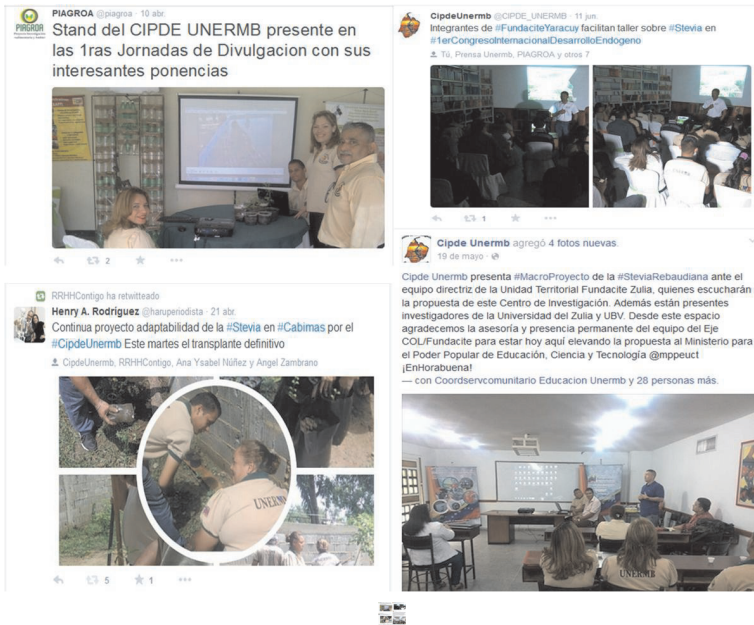 PIAGROA @piagroa · 10 abr.
Stand del CIPDE UNERMB presente en
las 1ras Jornadas de Divulgacion con sus
interesantes ponencias
2
RRHHContigo ha retwitteado
Henry A. Rodriguez @haruperiodista · 21 abr.
Continua proyecto adaptabilidad de la #Stevia en #Cabimas por el
#CipdeUnermb Este martes el transplante definitivo
CipdeUnermb, RRHHContigo, Ana Ysabel Núñez y Angel Zambrano
UNERMB
5 1
CipdeUnermb @CIPDE_UNERMB · 11 jun.
Integrantes de #FundaciteYaracuy facilitan taller sobre #Stevia en
#1erCongresoInternacionalDesarrolloEndógeno
Tú, Prensa Unermb, PIAGROA y otros 7
1
Cipde Unermb agregó 4 fotos nuevas.
19 de mayo ·
Cipde Unermb presenta #MacroProyecto de la #SteviaRebaudiana ante el
equipo directriz de la Unidad Territorial Fundacite Zulia, quienes escucharán
la propuesta de este Centro de Investigación. Además están presentes
investigadores de la Universidad del Zulia y UBV. Desde este espacio
agradecemos la asesoría y presencia permanente del equipo del Eje
COL/Fundacite para estar hoy aquí elevando la propuesta al Ministerio para
el Poder Popular de Educación, Ciencia y Tecnología @mppeuct
¡EnHorabuena!
— con Coordservcomunitario Educacion Unermb y 28 personas más.
UNERMB